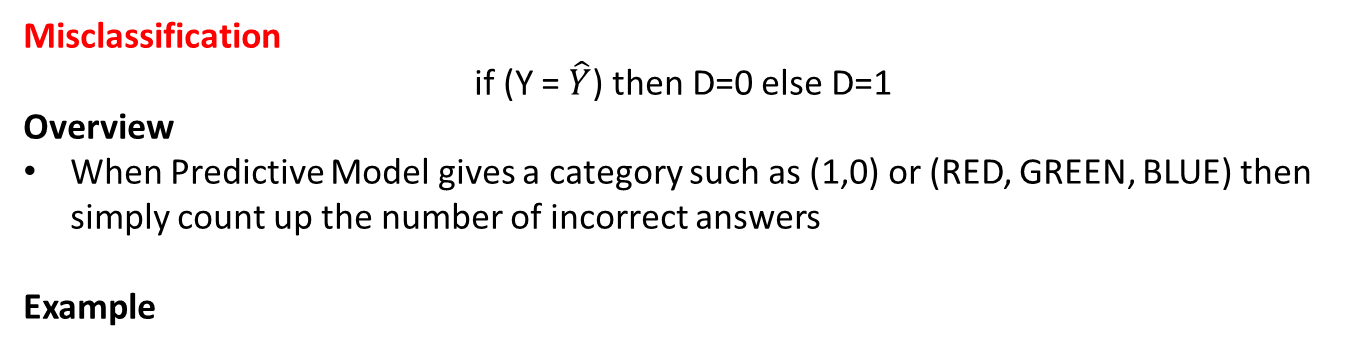 Misclassification
if (Y = Ŷ) then D=0 else D=1
Overview
• When Predictive Model gives a category such as (1,0) or (RED, GREEN, BLUE) then
simply count up the number of incorrect answers
Example